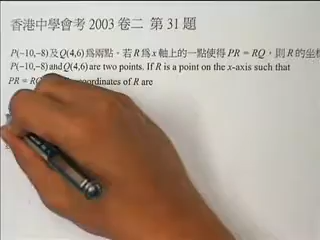 香港中學會考 2003 卷二 第 31 題
P(−10,−8) 及 Q(4,6) 為兩點。若 R 為 x 軸上的一點使得 PR = RQ，則 R 的坐標
P(−10,−8) and Q(4,6) are two points. If R is a point on the x-axis such that
PR = RQ coordinates of R are